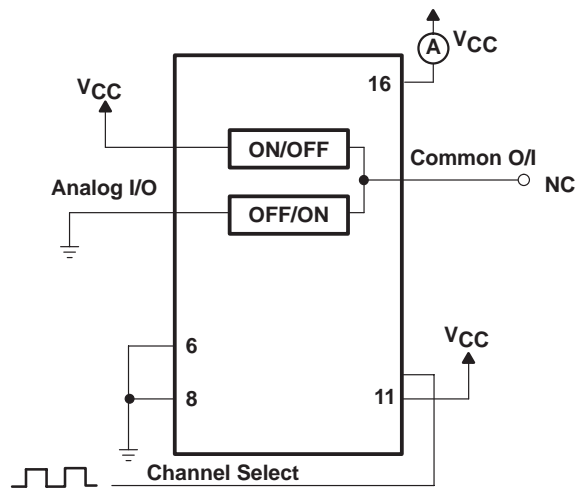 A VCC
16
VCC
ON/OFF
Common O/I
NC
Analog I/O
OFF/ON
6
VCC
8
11
Channel Select